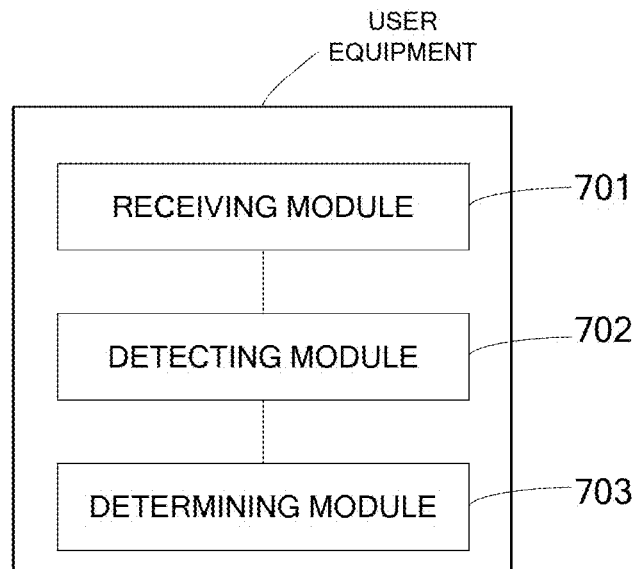 USER
EQUIPMENT
RECEIVING MODULE
701
DETECTING MODULE
702
DETERMINING MODULE
703